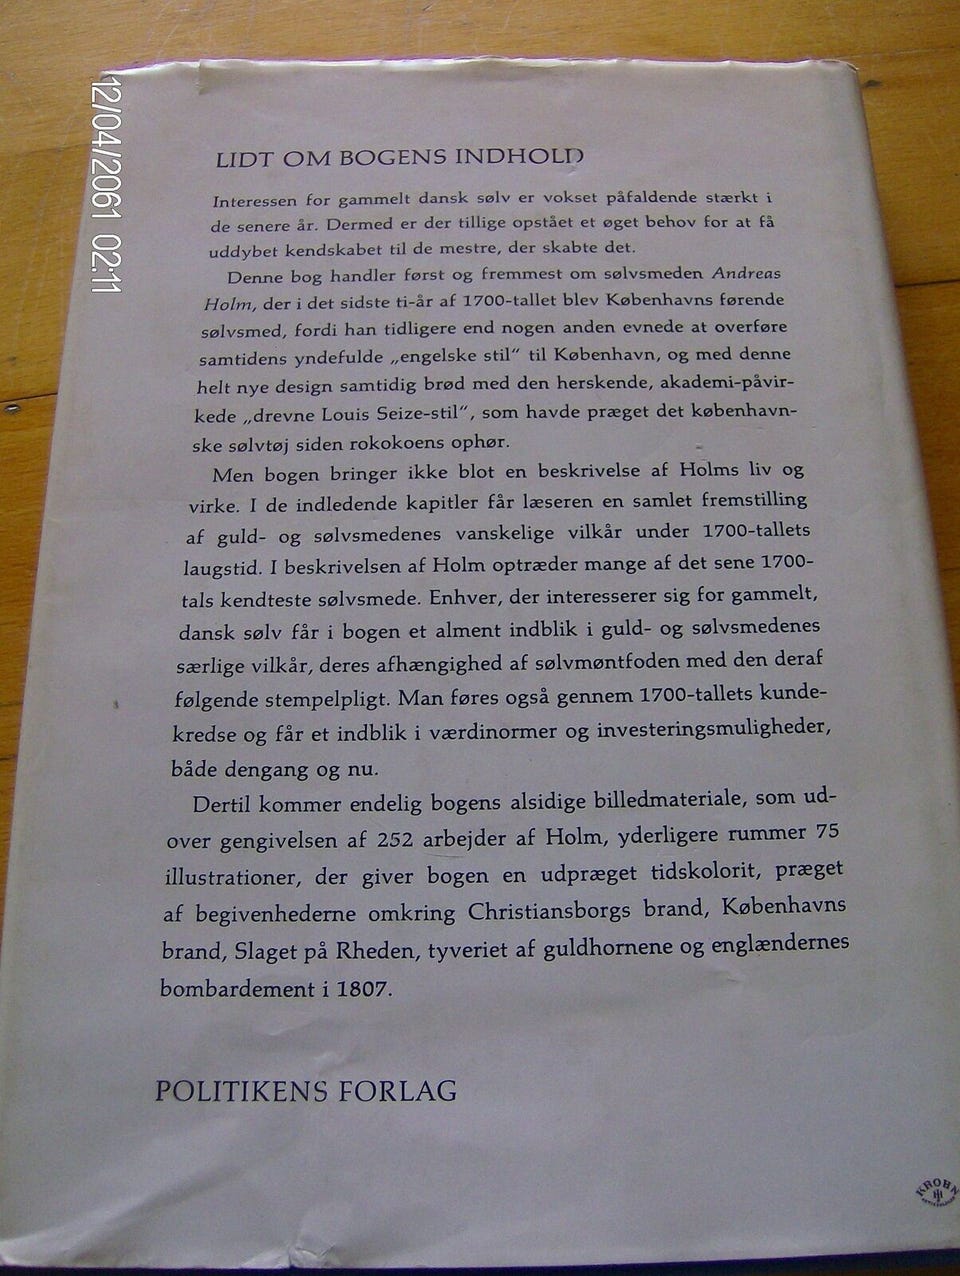 12/04/2061 02:11
LIDT OM BOGENS INDHOLD
Interessen for gammelt dansk sølv er vokset påfaldende stærkt i
de senere år. Dermed er der tillige opstået et øget behov for at få
uddybet kendskabet til de mestre, der skabte det.
Denne bog handler først og fremmest om sølvsmeden Andreas
Holm, der i det sidste ti-år af 1700-tallet blev Københavns førende
sølvsmed, fordi han tidligere end nogen anden evnede at overføre
samtidens yndefulde „engelske stil" til København, og med denne
helt nye design samtidig brød med den herskende, akademi-påvir-
kede „drevne Louis Seize-stil", som havde præget det københavn-
ske sølvtøj siden rokokoens ophør.
Men bogen bringer ikke blot en beskrivelse af Holms liv og
virke. I de indledende kapitler får læseren en samlet fremstilling
af guld- og sølvsmedenes vanskelige vilkår under 1700-tallets
laugstid. I beskrivelsen af Holm optræder mange af det sene 1700-
tals kendteste sølvsmede. Enhver, der interesserer sig for gammelt,
dansk sølv får i bogen et alment indblik i guld- og sølvsmedenes
særlige vilkår, deres afhængighed af sølvmøntfoden med den deraf
følgende stempelpligt. Man føres også gennem 1700-tallets kunde-
kredse og får et indblik i værdinormer og investeringsmuligheder,
både dengang og nu.
Dertil kommer endelig bogens alsidige billedmateriale, som ud-
over gengivelsen af 252 arbejder af Holm, yderligere rummer 75
illustrationer, der giver bogen en udpræget tidskolorit, præget
af begivenhederne omkring Christiansborgs brand, Københavns
brand, Slaget på Rheden, tyveriet af guldhornene og englændernes
bombardement i 1807.
POLITIKENS FORLAG
KROHN